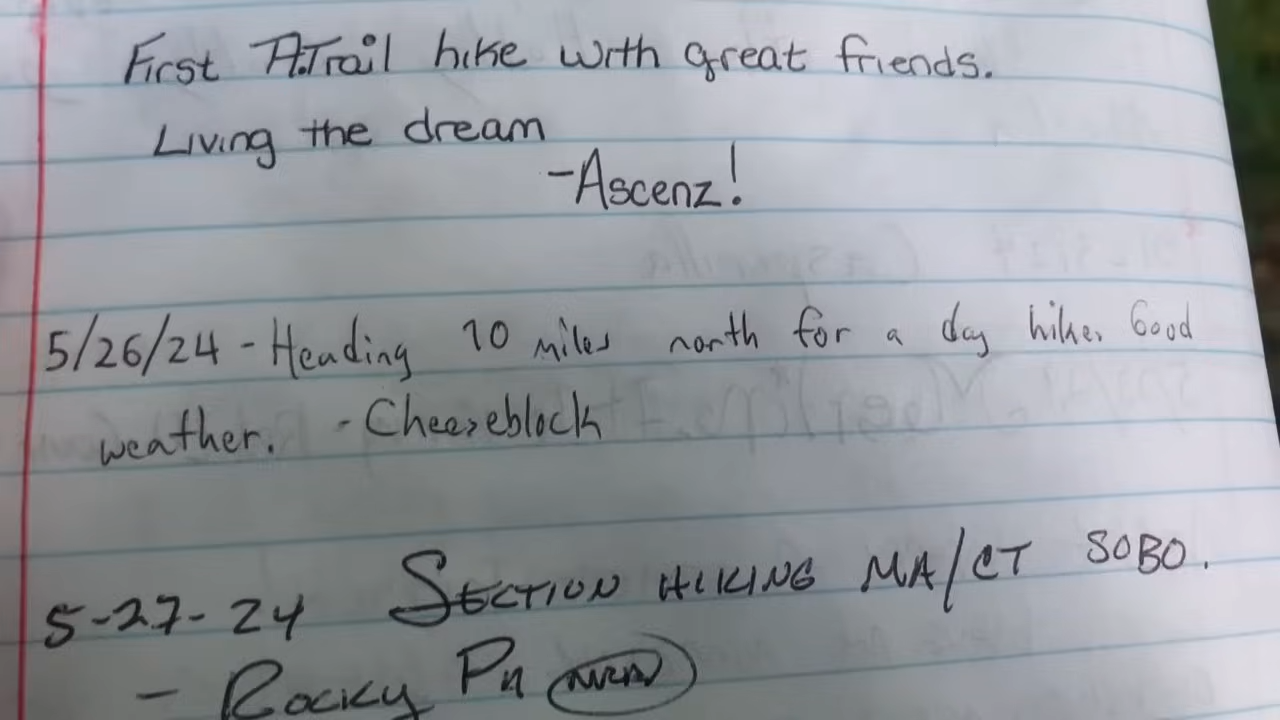 First A.Trail hike with great friends.
Living the dream
-Ascenz!
5/26/24 - Heading 10 miles north for a day hike. Good
weather. - Cheeseblock
5-27-24 SECTION HIKING MA/CT SOBO.
- ROCKY